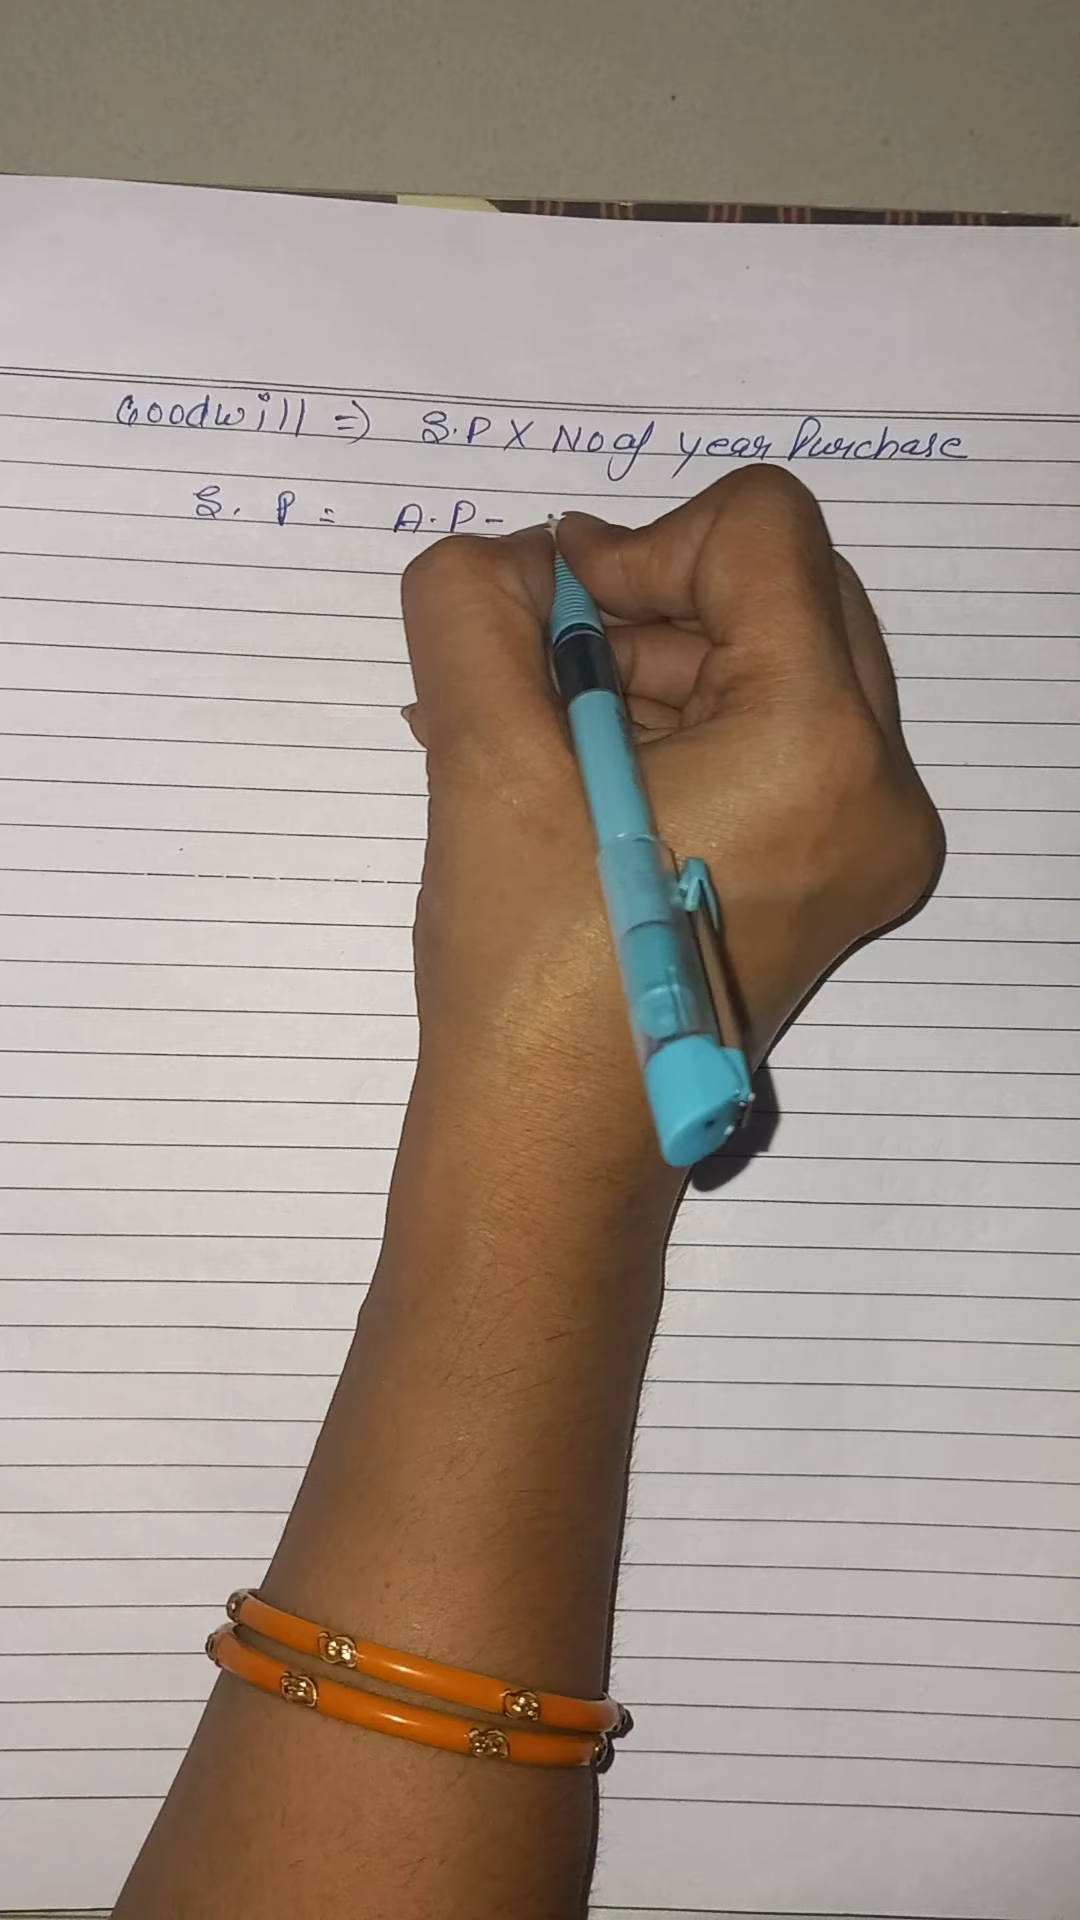 Goodwill => S.P X No of year Purchase
S. P = A.P -